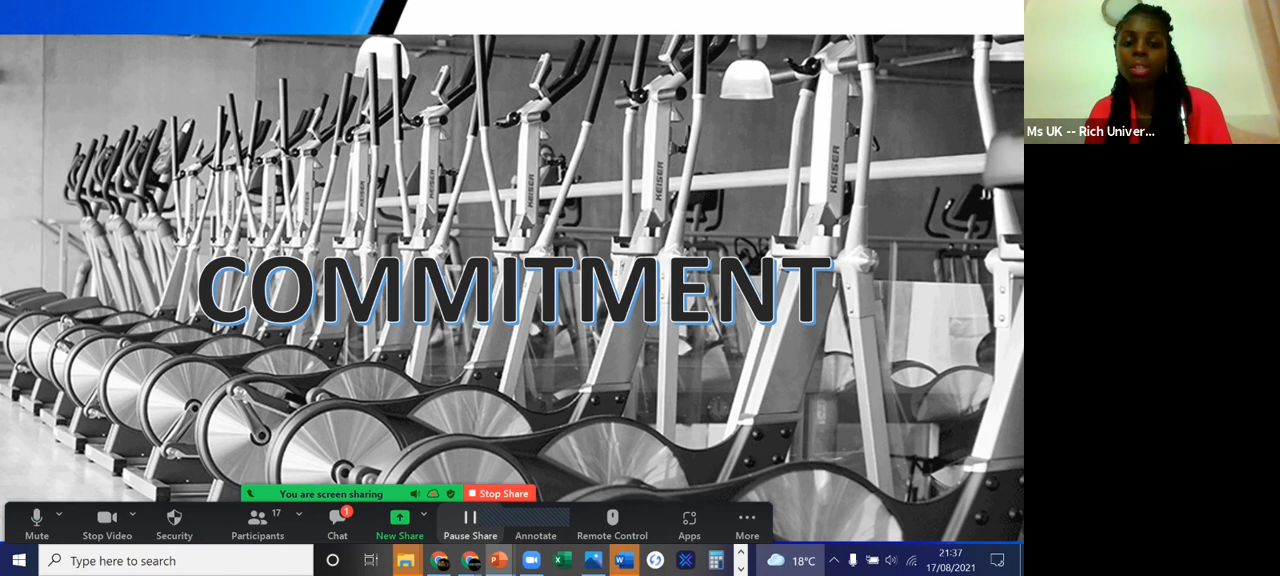 Ms UK -- Rich Univer...
KEISER
KEISER
KEISER
KEISER
COMMITMENT
You are screen sharing
Stop Share
Mute
Stop Video
Security
Participants
17
Chat
1
New Share
Pause Share
Annotate
Remote Control
Apps
More
Type here to search
18°C
21:37
17/08/2021